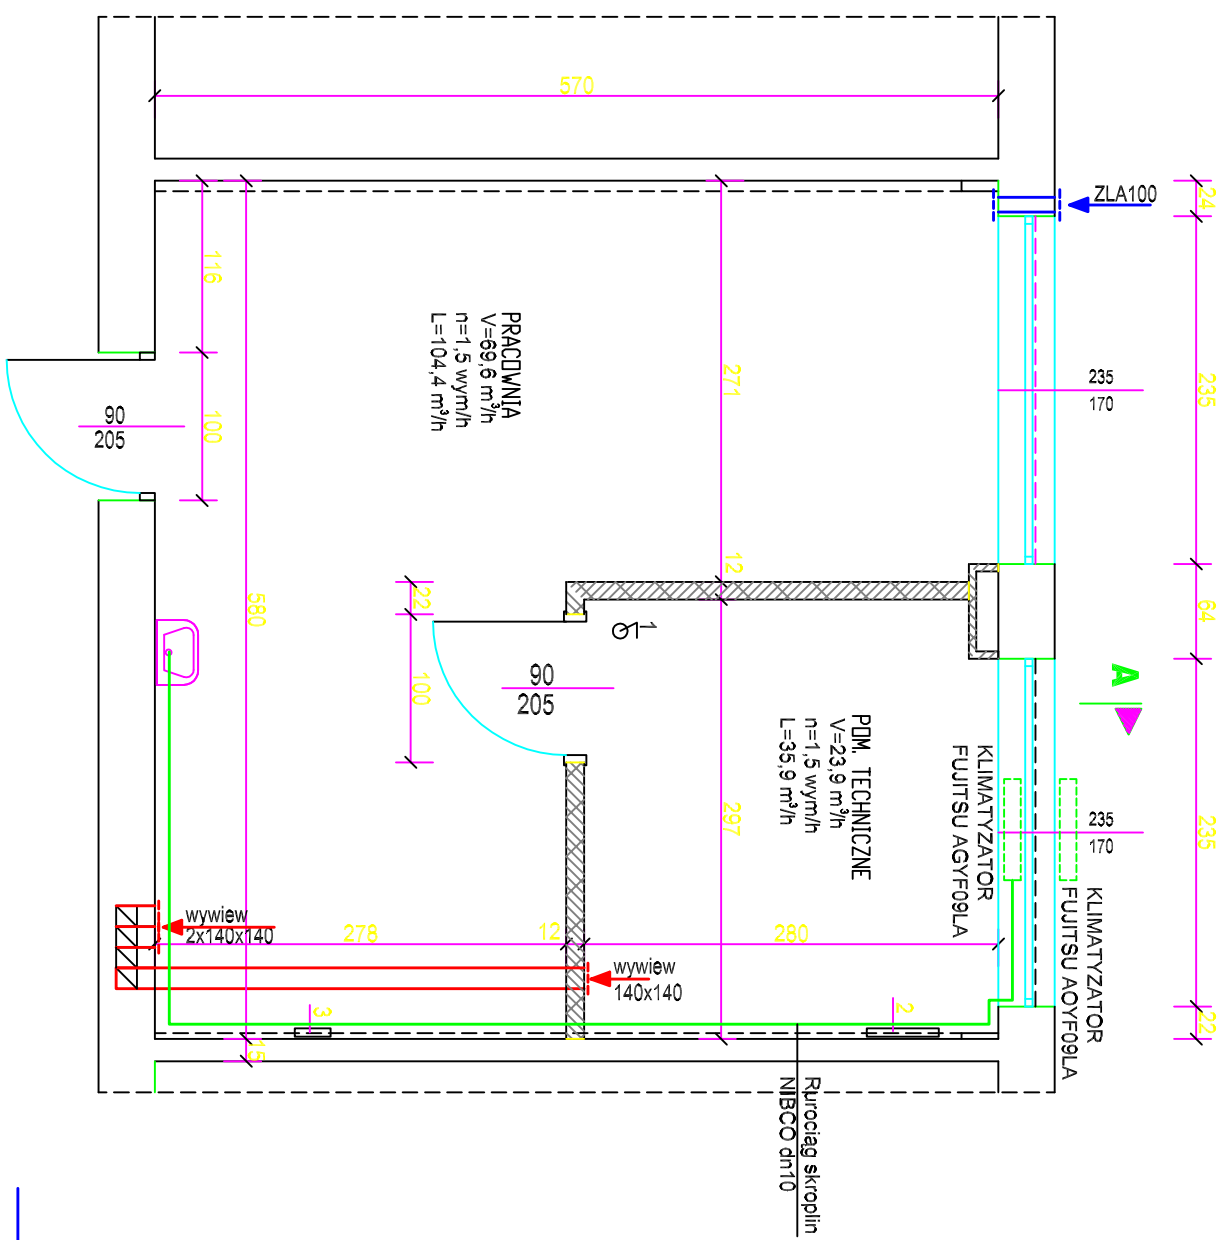 570
ZLA100
24
116
PRACOWNIA
V=69,6 m³/h
n=1,5 wym/h
L=104,4 m³/h
271
235
170
235
90
205
100
12
22
580
1
64
100
90
205
A
POM. TECHNICZNE
V=23,9 m³/h
n=1,5 wym/h
L=35,9 m³/h
KLIMATYZATOR
FUJITSU AGYF09LA
297
235
170
235
KLIMATYZATOR
FUJITSU AOYF09LA
wywiew
2x140x140
278
12
280
wywiew
140x140
3
2
22
15
Rurociąg skroplin
NIBCO dn10